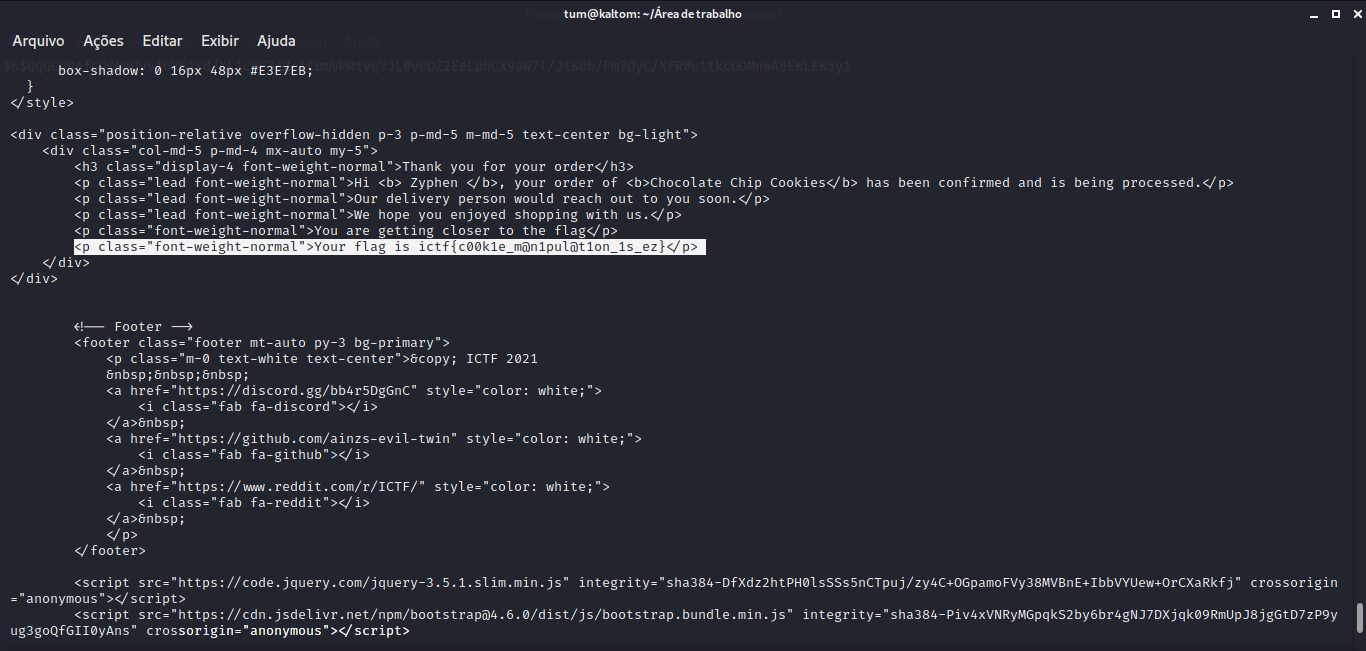 tum@kaltom: ~/Área de trabalho
Arquivo Ações Editar Exibir Ajuda
box-shadow: 0 16px 48px #E3E7EB;
}
</style>
<div class="position-relative overflow-hidden p-3 p-md-5 m-md-5 text-center bg-light">
<div class="col-md-5 p-md-4 mx-auto my-5">
<h3 class="display-4 font-weight-normal">Thank you for your order</h3>
<p class="lead font-weight-normal">Hi <b> Zyphen </b>, your order of <b>Chocolate Chip Cookies</b> has been confirmed and is being processed.</p>
<p class="lead font-weight-normal">Our delivery person would reach out to you soon.</p>
<p class="lead font-weight-normal">We hope you enjoyed shopping with us.</p>
<p class="font-weight-normal">You are getting closer to the flag</p>
<p class="font-weight-normal">Your flag is ictf{c00k1e_m@n1pul@t1on_1s_ez}</p>
</div>
</div>
<!-- Footer -->
<footer class="footer mt-auto py-3 bg-primary">
<p class="m-0 text-white text-center">&copy; ICTF 2021
&nbsp;&nbsp;&nbsp;
<a href="https://discord.gg/bb4r5DgGnC" style="color: white;">
<i class="fab fa-discord"></i>
</a>&nbsp;
<a href="https://github.com/ainzs-evil-twin" style="color: white;">
<i class="fab fa-github"></i>
</a>&nbsp;
<a href="https://www.reddit.com/r/ICTF/" style="color: white;">
<i class="fab fa-reddit"></i>
</a>&nbsp;
</p>
</footer>
<script src="https://code.jquery.com/jquery-3.5.1.slim.min.js" integrity="sha384-DfXdz2htPH0lsSSs5nCTpuj/zy4C+OGpamoFVy38MVBnE+IbbVYUew+OrCXaRkfj" crossorigin
="anonymous"></script>
<script src="https://cdn.jsdelivr.net/npm/bootstrap@4.6.0/dist/js/bootstrap.bundle.min.js" integrity="sha384-Piv4xVNRyMGpqkS2by6br4gNJ7DXjqk09RmUpJ8jgGtD7zP9y
ug3goQfGII0yAns" crossorigin="anonymous"></script>